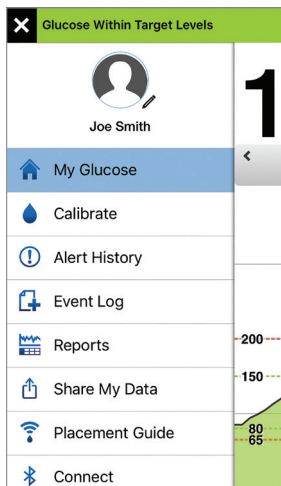 Glucose Within Target Levels
Joe Smith
My Glucose
Calibrate
Alert History
Event Log
Reports
Share My Data
Placement Guide
Connect
1
200
150
80
65